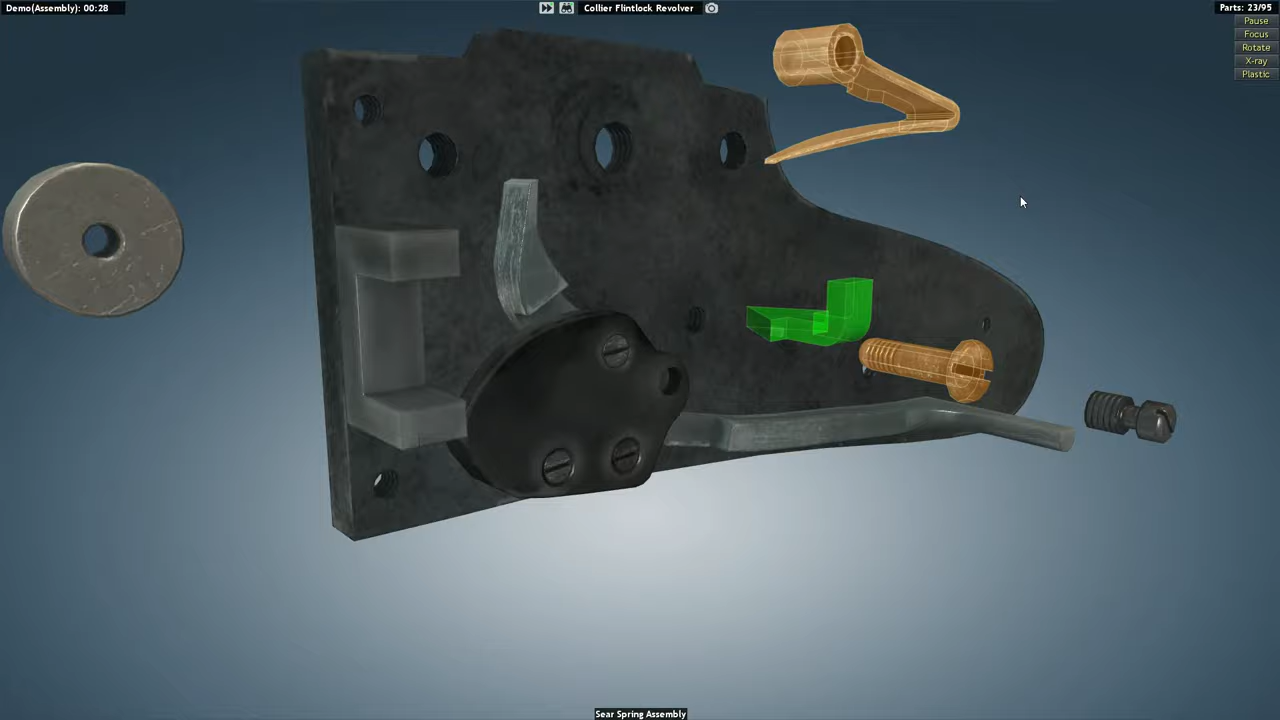 Demo(Assembly): 00:28
Collier Flintlock Revolver
Parts: 23/95
Pause
Focus
Rotate
X-ray
Plastic
Sear Spring Assembly